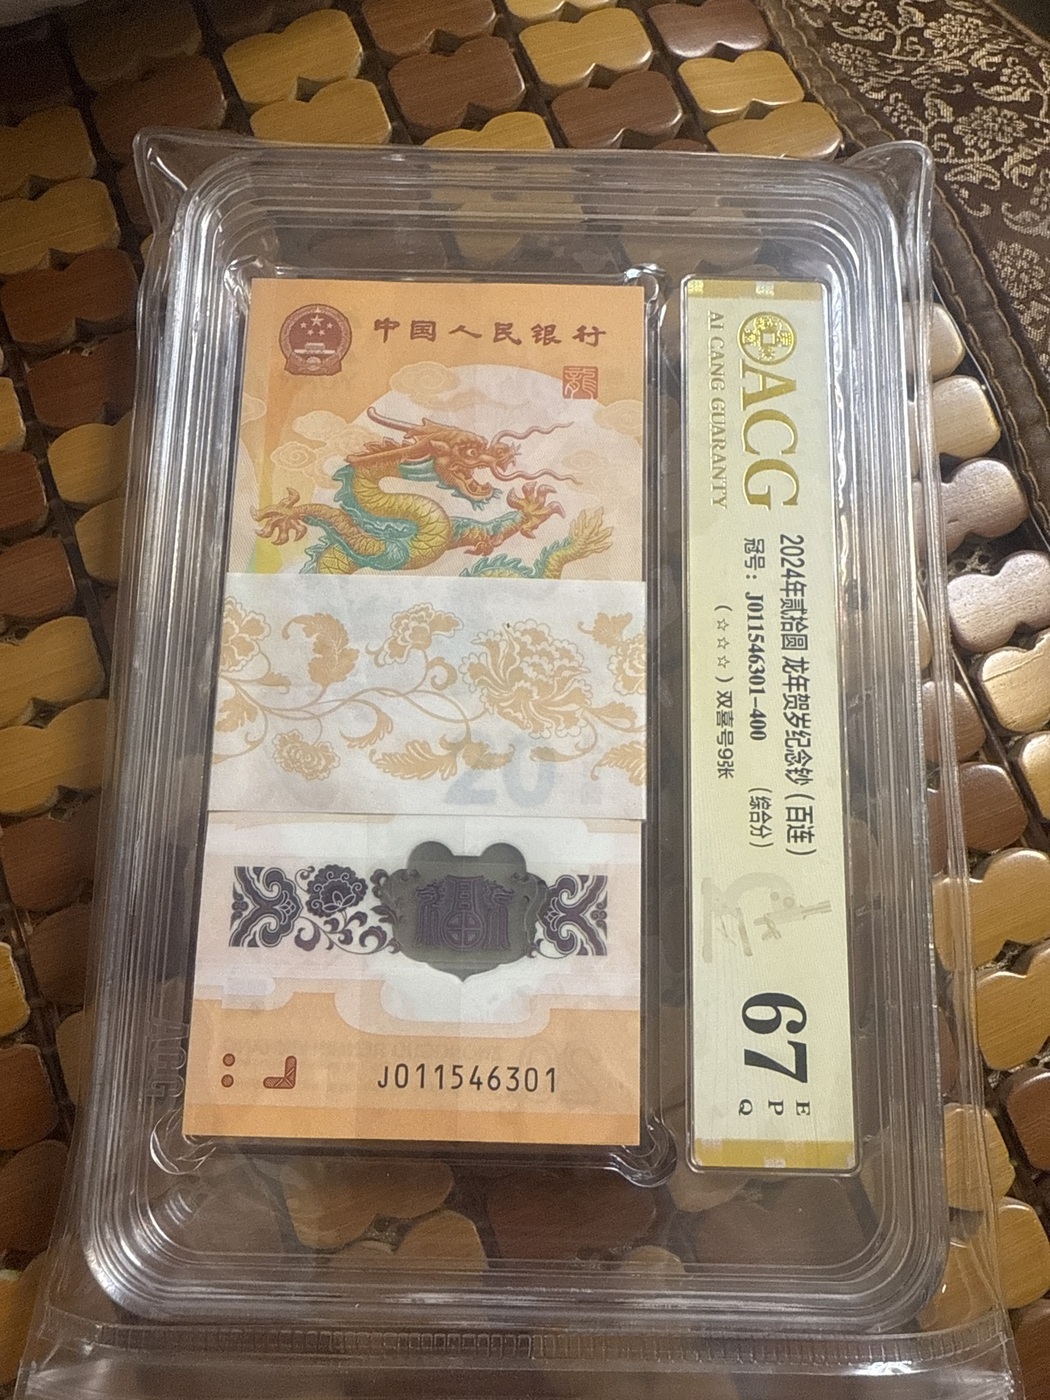 中国人民银行
龍
20
J011546301
ACG
AI CANG GUARANTY
2024年贰拾圆 龙年贺岁纪念钞（百连）
冠号：J011546301-400 （综合分）
（☆☆☆）双喜号9张
67
E
P
Q